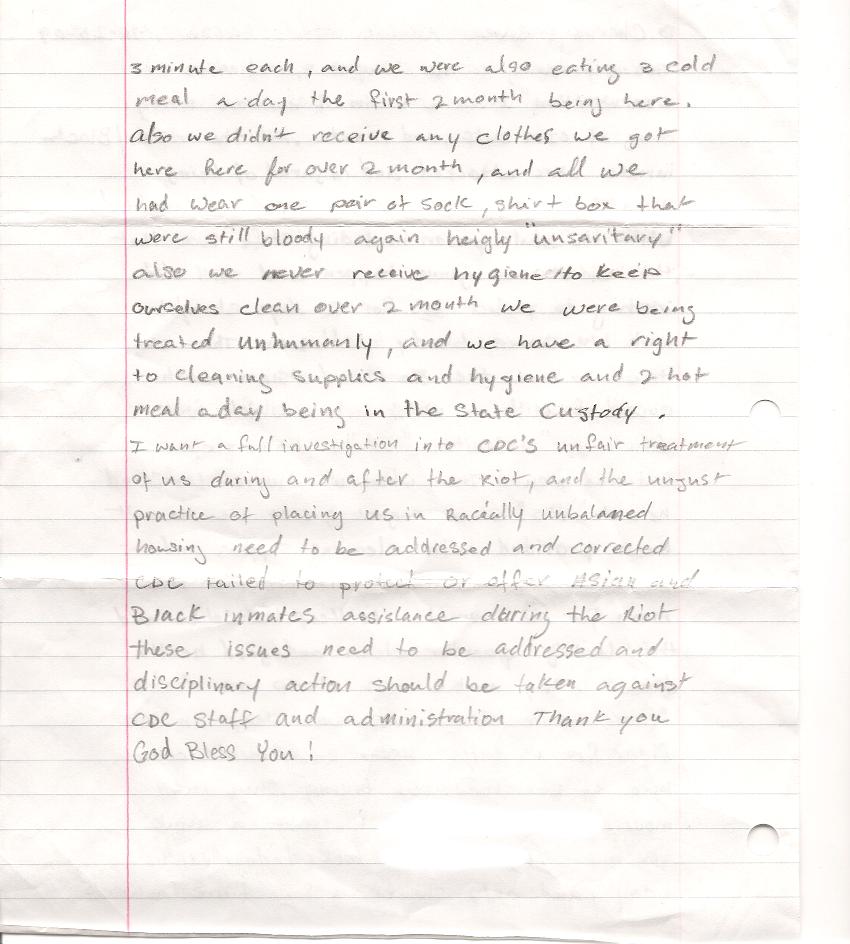 3 minute each, and we were also eating 3 cold
meal a day the first 2 month being here.
also we didn't receive any clothes we got
here here for over 2 month, and all we
had wear one pair of sock, shirt box that
were still bloody again heigly "unsaritary"
also we never receive hygiene to keep
ourselves clean over 2 month we were being
treated unhumanly, and we have a right
to cleaning supplies and hygiene and 2 hot
meal a day being in the State Custody.
I want a full investigation into CDC's unfair treatment
of us during and after the Riot, and the unjust
practice of placing us in Racially unbalaned
housing need to be addressed and corrected
CDC failed to protect or offer Asian and
Black inmates assistance during the Riot
these issues need to be addressed and
disciplinary action should be taken against
CDC staff and administration Thank you
God Bless You!